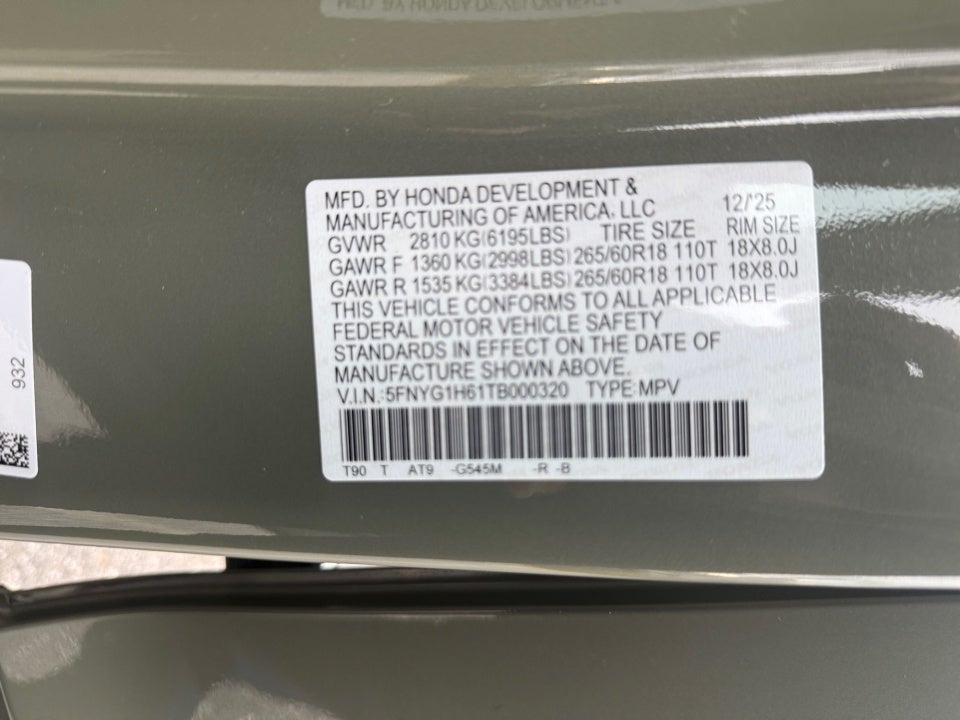 MFD. BY HONDA DEVELOPMENT &
MANUFACTURING OF AMERICA, LLC 12/'25
GVWR 2810 KG(6195LBS) TIRE SIZE RIM SIZE
GAWR F 1360 KG(2998LBS) 265/60R18 110T 18X8.0J
GAWR R 1535 KG(3384LBS) 265/60R18 110T 18X8.0J
THIS VEHICLE CONFORMS TO ALL APPLICABLE
FEDERAL MOTOR VEHICLE SAFETY
STANDARDS IN EFFECT ON THE DATE OF
MANUFACTURE SHOWN ABOVE.
V.I.N.:5FNYG1H61TB000320 TYPE:MPV
T90 T AT9 -G545M -R -B
932